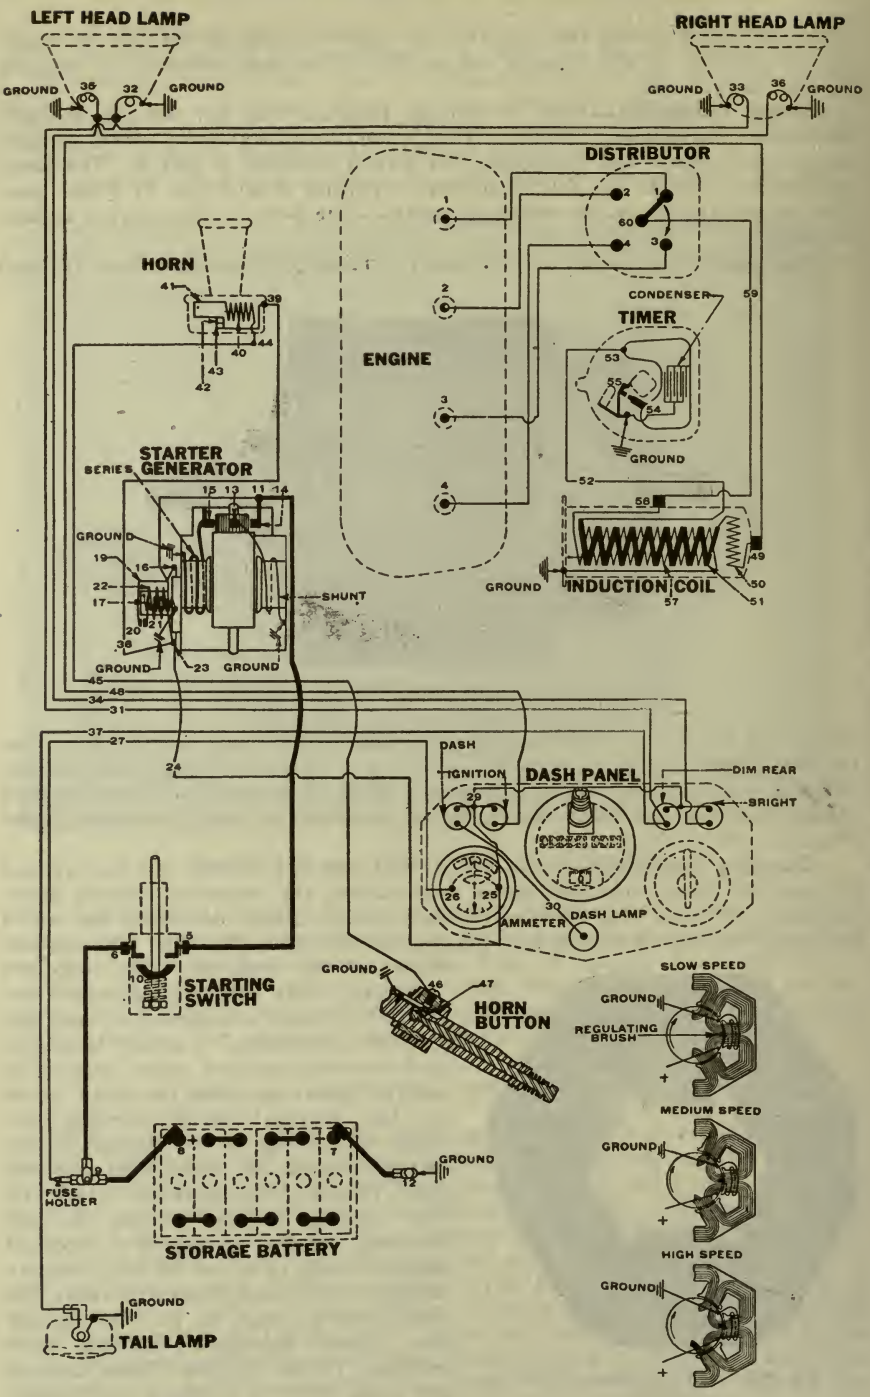 LEFT HEAD LAMP
RIGHT HEAD LAMP
GROUND
35
32
GROUND
GROUND
33
36
GROUND
DISTRIBUTOR
1
2
1
60
4
3
HORN
41
39
40
44
43
42
2
CONDENSER
59
TIMER
53
55
54
GROUND
ENGINE
3
4
STARTER
GENERATOR
SERIES
15
13
11
14
GROUND
19
16
22
17
20
21
38
GROUND
23
GROUND
SHUNT
52
58
49
GROUND
INDUCTION COIL
50
57
51
45
48
34
31
37
27
24
DASH
IGNITION
DASH PANEL
DIM REAR
29
BRIGHT
26
25
30
AMMETER
DASH LAMP
6
5
10
STARTING
SWITCH
GROUND
46
47
HORN
BUTTON
SLOW SPEED
GROUND
REGULATING
BRUSH
+
MEDIUM SPEED
GROUND
+
HIGH SPEED
GROUND
+
8
7
9
12
GROUND
FUSE
HOLDER
STORAGE BATTERY
GROUND
TAIL LAMP